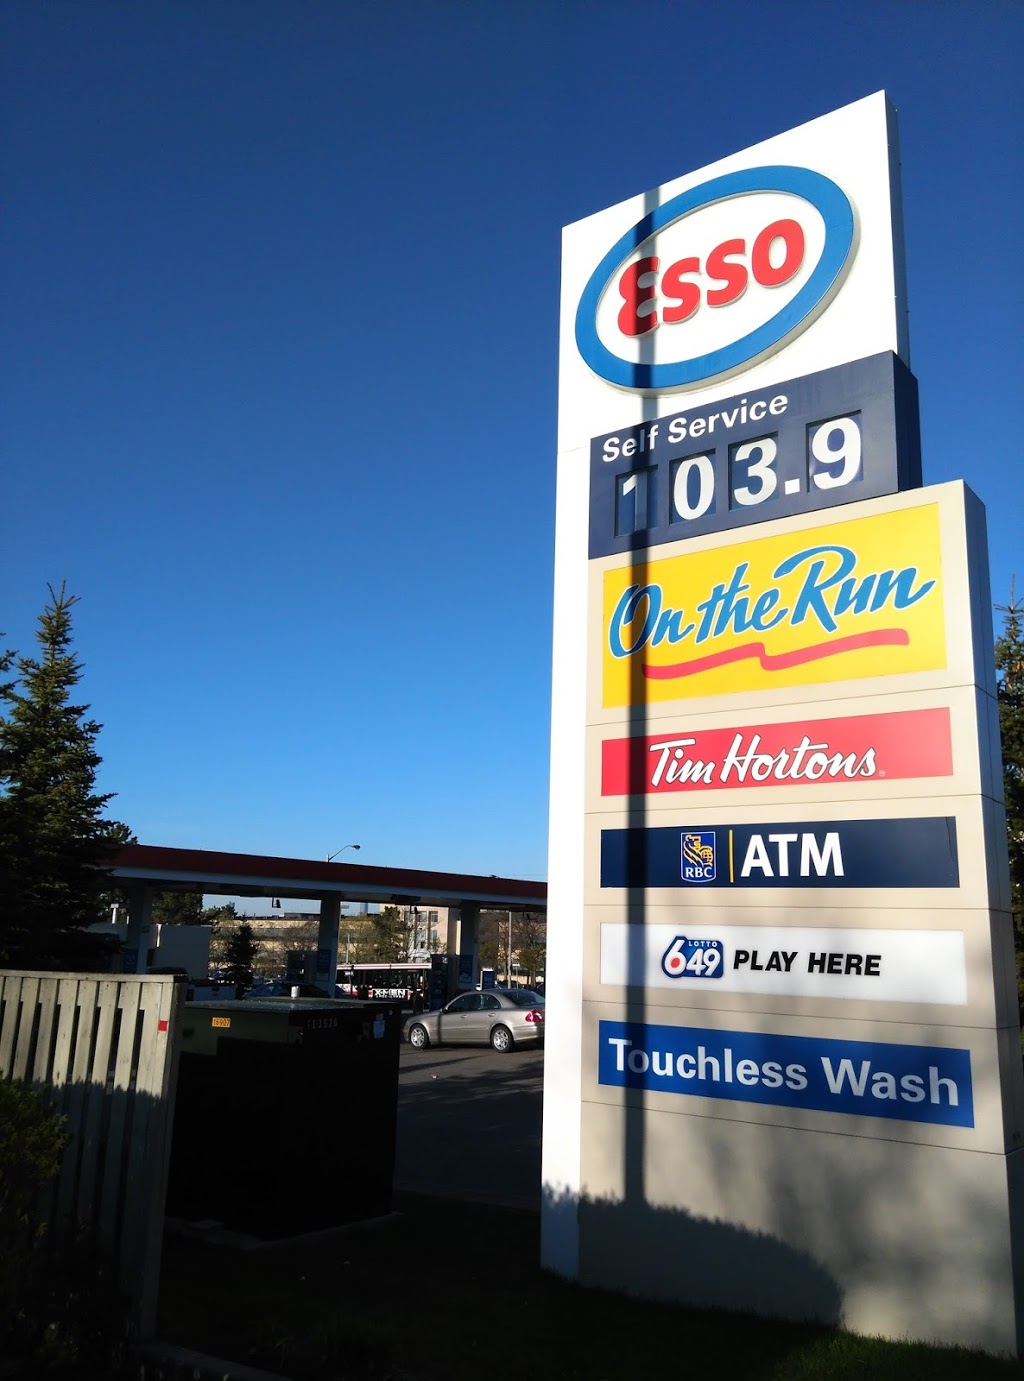 Esso
Self Service
103.9
On the Run
Tim Hortons
RBC
ATM
LOTTO
649
PLAY HERE
Touchless Wash